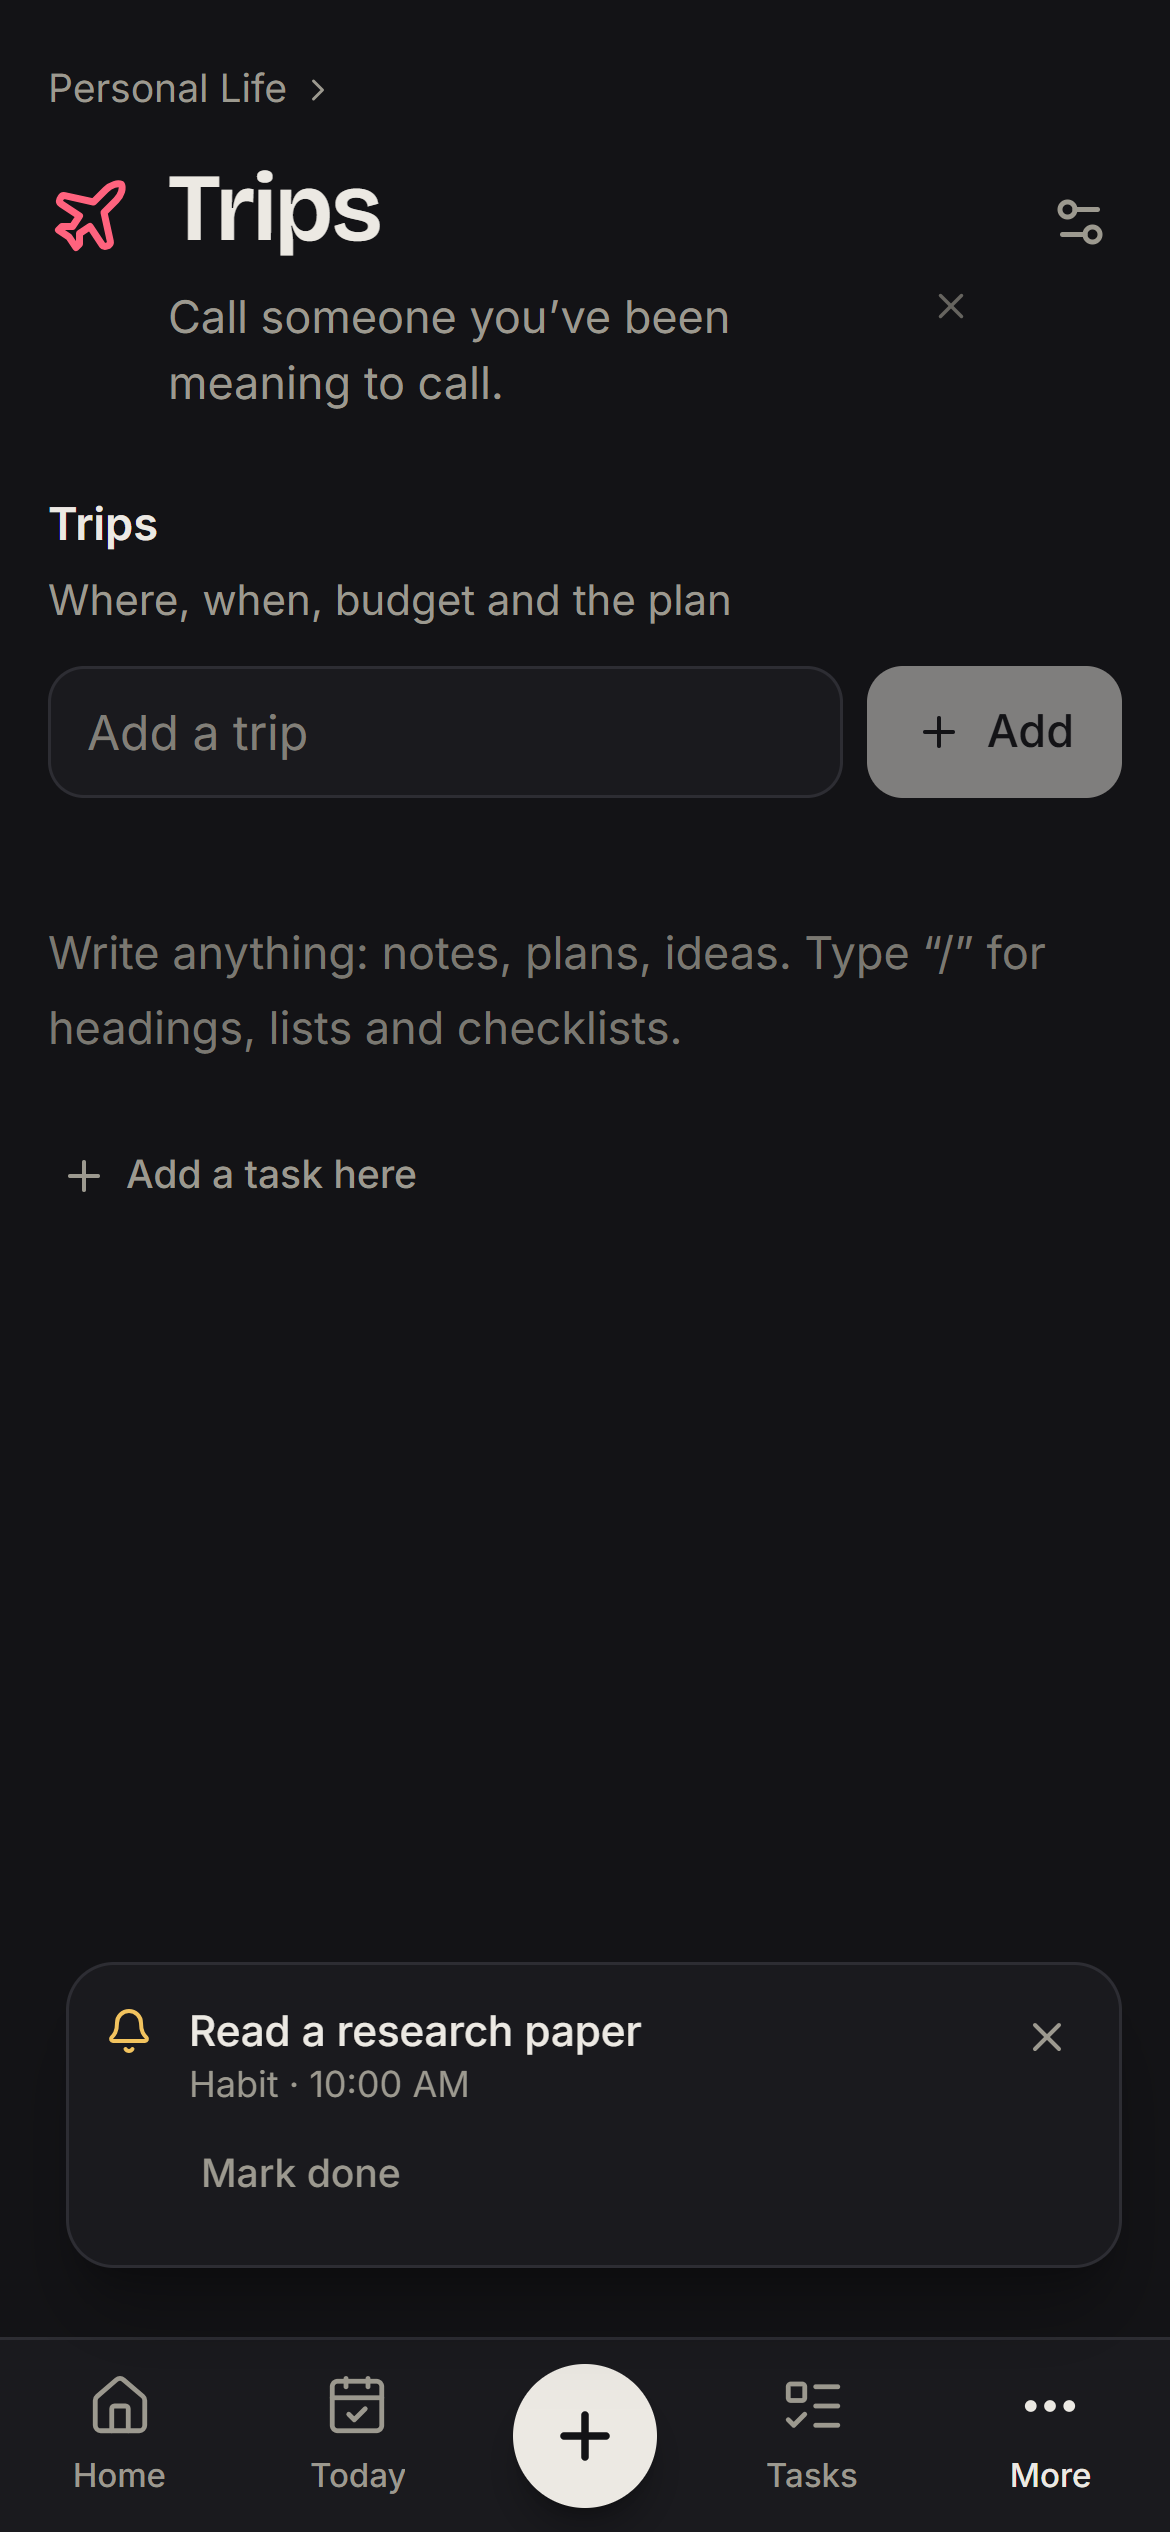 Personal Life
Trips
Call someone you’ve been
meaning to call.
Trips
Where, when, budget and the plan
Add a trip
Add
Write anything: notes, plans, ideas. Type “/” for
headings, lists and checklists.
Add a task here
Read a research paper
Habit · 10:00 AM
Mark done
Home
Today
Tasks
More